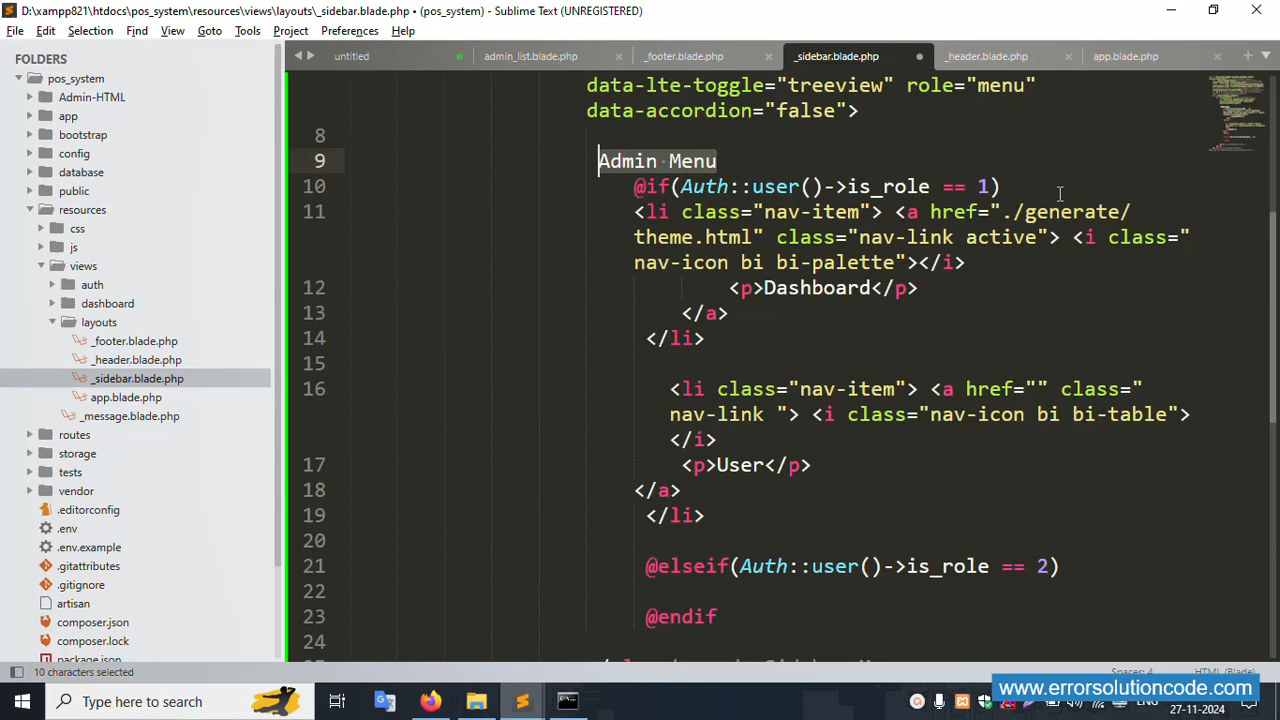 D:\xampp821\htdocs\pos_system\resources\views\layouts\_sidebar.blade.php • (pos_system) - Sublime Text (UNREGISTERED)
File Edit Selection Find View Goto Tools Project Preferences Help
FOLDERS
pos_system
Admin-HTML
app
bootstrap
config
database
public
resources
css
js
views
auth
dashboard
layouts
_footer.blade.php
_header.blade.php
_sidebar.blade.php
app.blade.php
_message.blade.php
routes
storage
tests
vendor
.editorconfig
.env
.env.example
.gitattributes
.gitignore
artisan
composer.json
composer.lock
package.json
untitled admin_list.blade.php _footer.blade.php _sidebar.blade.php _header.blade.php app.blade.php
data-lte-toggle="treeview" role="menu"
data-accordion="false">
8
9 Admin Menu
10 @if(Auth::user()->is_role == 1)
11 <li class="nav-item"> <a href="./generate/
theme.html" class="nav-link active"> <i class="
nav-icon bi bi-palette"></i>
12 <p>Dashboard</p>
13 </a>
14 </li>
15
16 <li class="nav-item"> <a href="" class="
nav-link "> <i class="nav-icon bi bi-table">
</i>
17 <p>User</p>
18 </a>
19 </li>
20
21 @elseif(Auth::user()->is_role == 2)
22
23 @endif
24
10 characters selected
Spaces: 4 HTML (Blade)
Type here to search
ENG
www.errorsolutioncode.com
27-11-2024